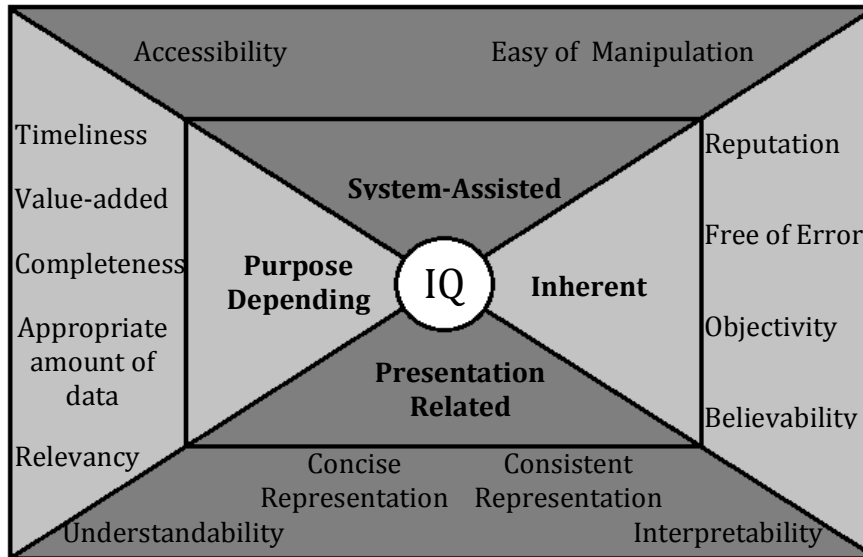 Accessibility
Easy of Manipulation
Timeliness
Value-added
Completeness
Appropriate
amount of
data
Relevancy
System-Assisted
Purpose
Depending
IQ
Inherent
Presentation
Related
Reputation
Free of Error
Objectivity
Believability
Concise
Representation
Consistent
Representation
Understandability
Interpretability